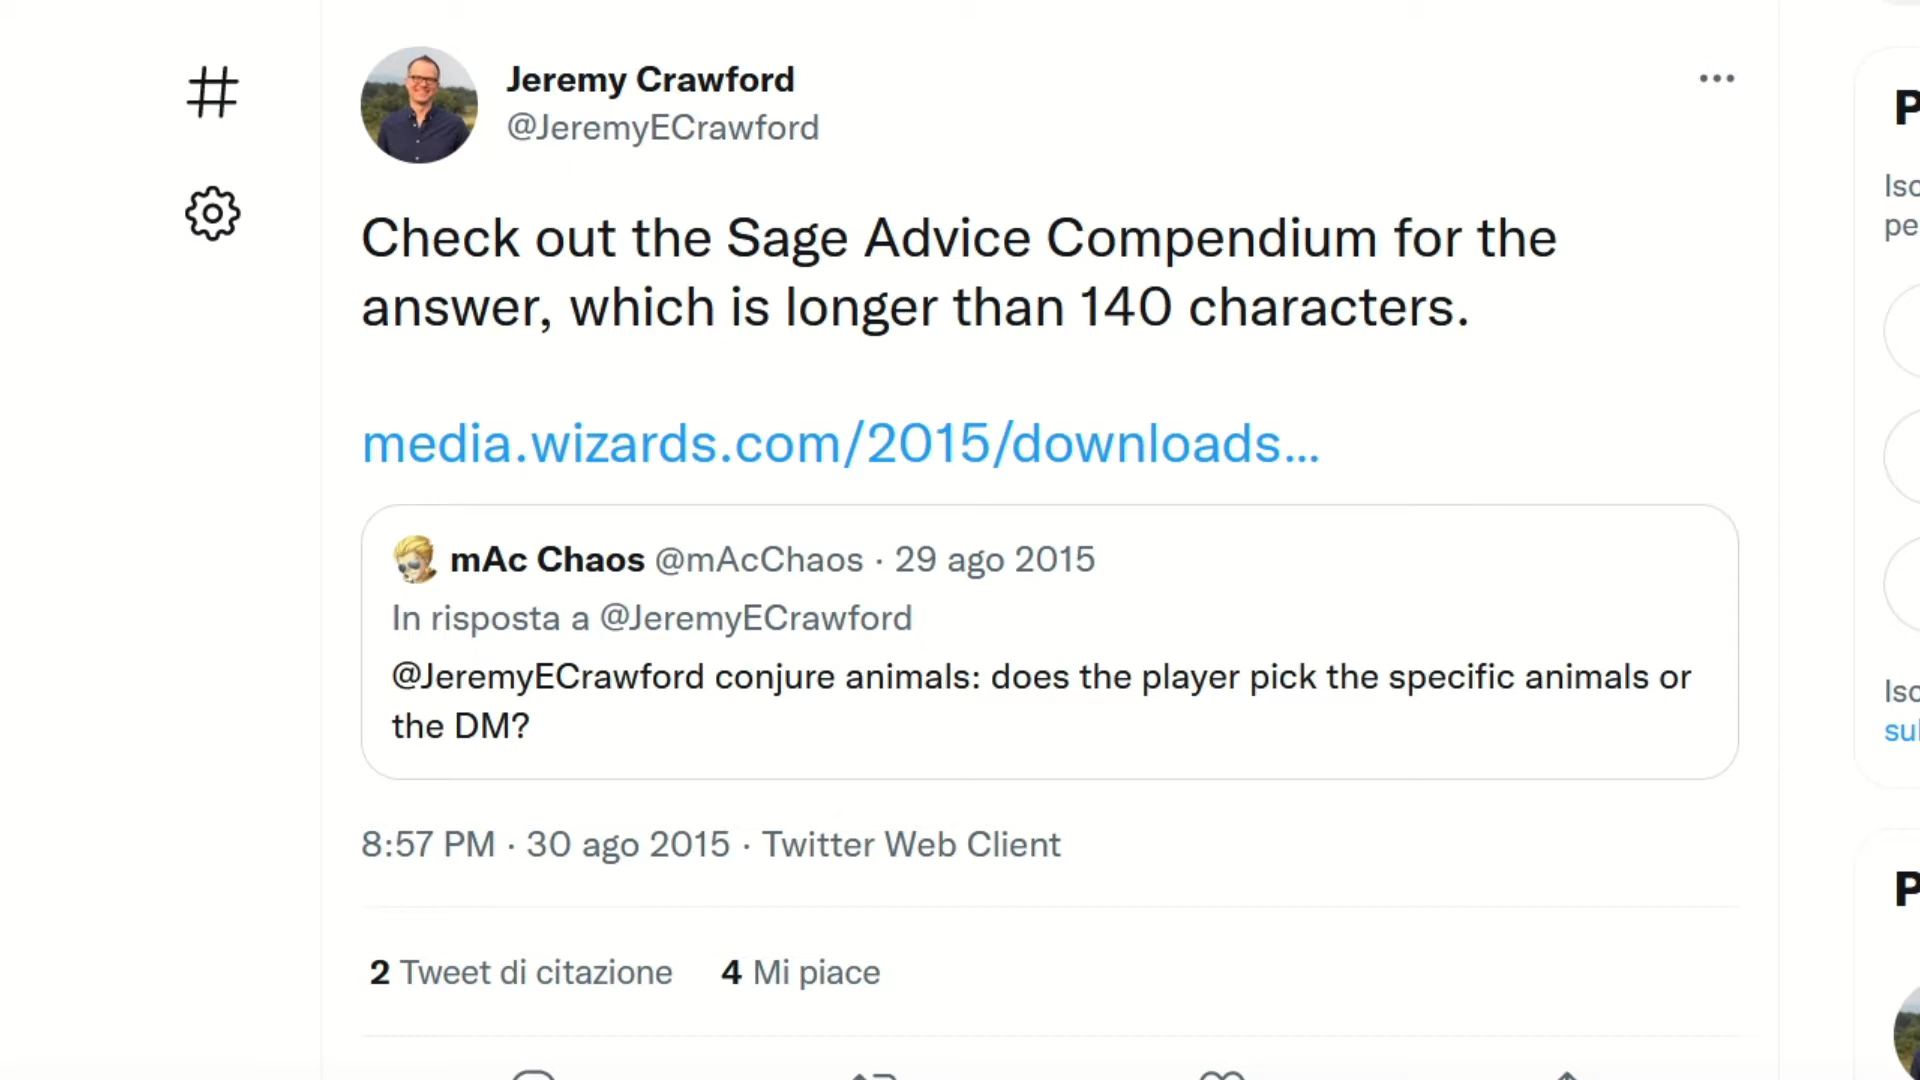 Jeremy Crawford
@JeremyECrawford
Check out the Sage Advice Compendium for the
answer, which is longer than 140 characters.
media.wizards.com/2015/downloads...
mAc Chaos @mAcChaos · 29 ago 2015
In risposta a @JeremyECrawford
@JeremyECrawford conjure animals: does the player pick the specific animals or
the DM?
8:57 PM · 30 ago 2015 · Twitter Web Client
2 Tweet di citazione 4 Mi piace